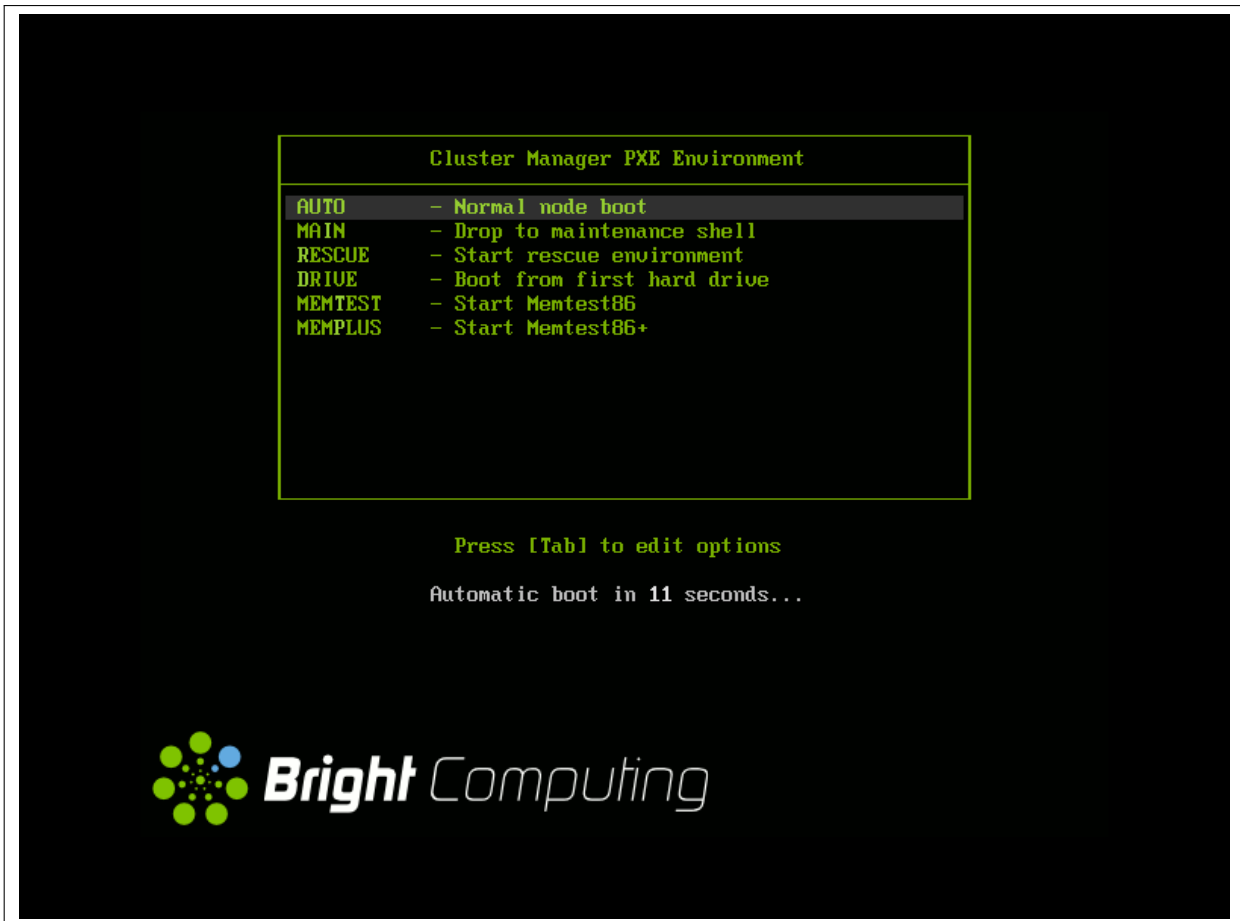 Cluster Manager PXE Environment
AUTO - Normal node boot
MAIN - Drop to maintenance shell
RESCUE - Start rescue environment
DRIVE - Boot from first hard drive
MEMTEST - Start Memtest86
MEMPLUS - Start Memtest86+
Press [Tab] to edit options
Automatic boot in 11 seconds...
Bright Computing